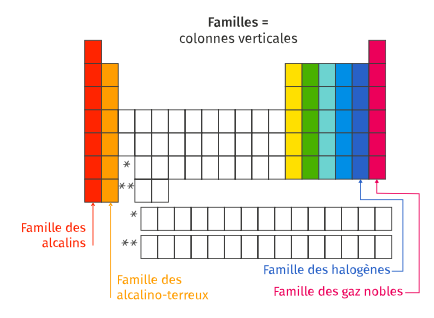 Familles =
colonnes verticales
*
**
*
**
Famille des
alcalins
Famille des
alcalino-terreux
Famille des halogènes
Famille des gaz nobles